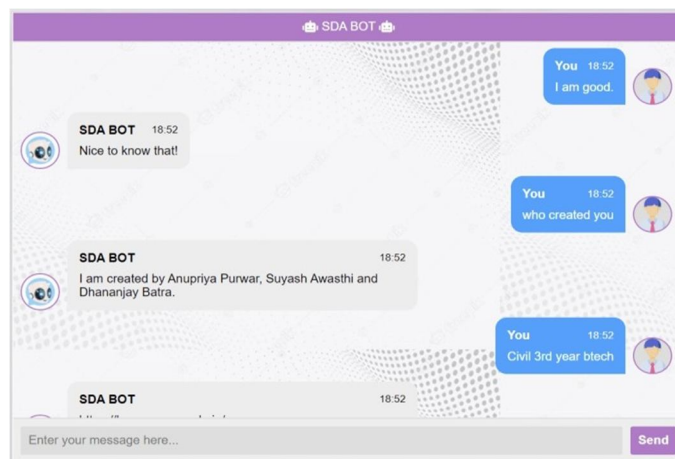 SDA BOT
You 18:52
I am good.
SDA BOT 18:52
Nice to know that!
You 18:52
who created you
SDA BOT 18:52
I am created by Anupriya Purwar, Suyash Awasthi and
Dhananjay Batra.
You 18:52
Civil 3rd year btech
SDA BOT 18:52
Enter your message here...
Send